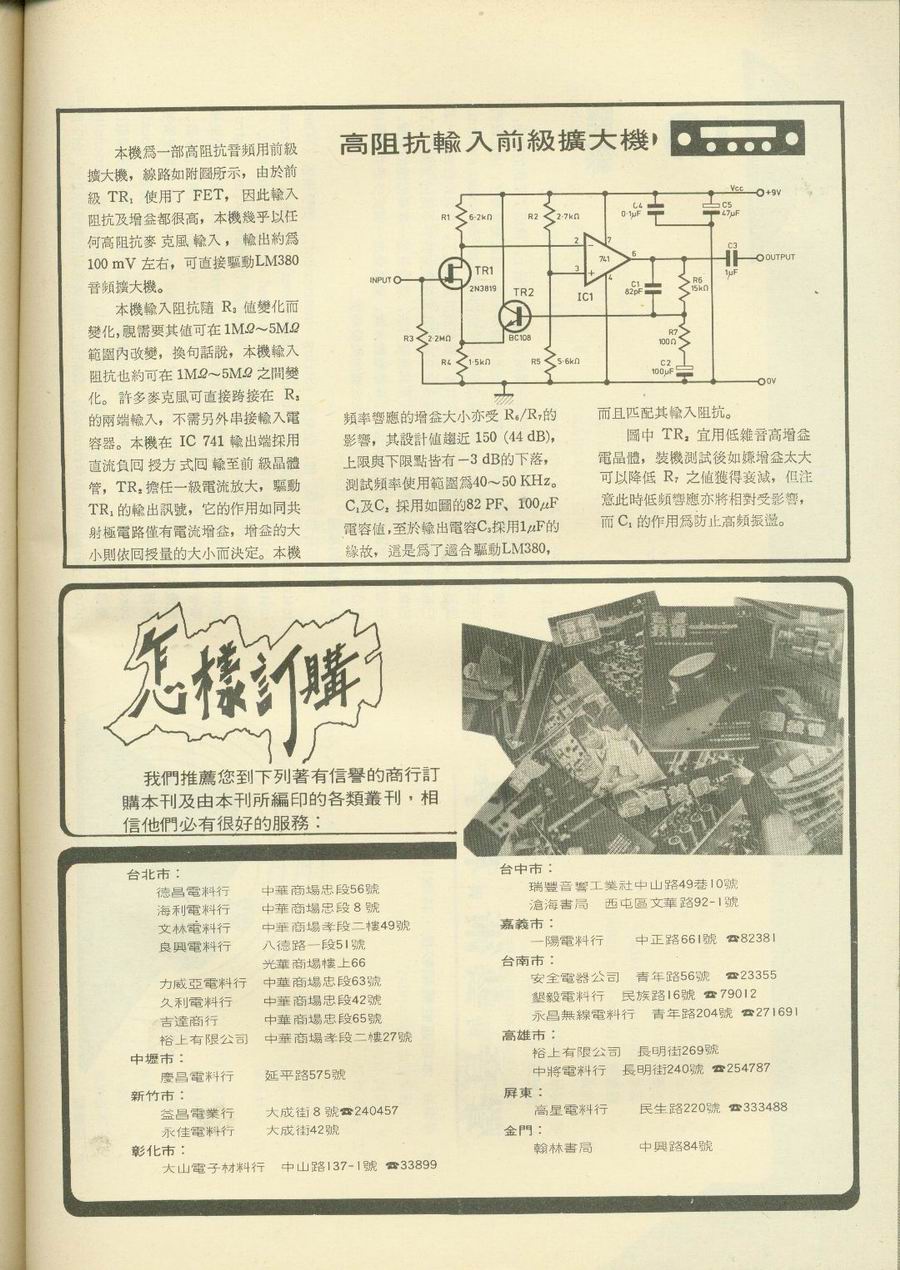 高阻抗輸入前級擴大機
本機爲一部高阻抗音頻用前級
擴大機，線路如附圖所示，由於前
級 TR₁ 使用了 FET，因此輸入
阻抗及增益都很高，本機幾乎以任
何高阻抗麥克風輸入，輸出約爲
100 mV 左右，可直接驅動LM380
音頻擴大機。
本機輸入阻抗隨 R₃ 值變化而
變化，視需要其値可在1MΩ～5MΩ
範圍內改變，換句話說，本機輸入
阻抗也約可在1MΩ～5MΩ之間變
化。許多麥克風可直接跨接在 R₃
的兩端輸入，不需另外串接輸入電
容器。本機在 IC 741 輸出端採用
直流負回授方式回輸至前級晶體
管，TR₂擔任一級電流放大，驅動
TR₁的輸出訊號，它的作用如同共
射極電路僅有電流增益，增益的大
小則依回授量的大小而決定。本機
R1 6·2kΩ
R2 2·7kΩ
C4 0·1μF
Vcc +9V
C5 47μF
2
7
741
6
3
4
IC1
C3 1μF
OUTPUT
INPUT
TR1
2N3819
TR2
BC108
C1 82pF
R6 15kΩ
R3 2·2MΩ
R4 1·5kΩ
R5 5·6kΩ
R7 100Ω
C2 100μF
0V
頻率響應的增益大小亦受 R₆/R₇的
影響，其設計値趨近 150 (44 dB)，
上限與下限點皆有－3 dB的下落，
測試頻率使用範圍爲40～50 KHz。
C₁及C₂ 採用如圖的82 PF、100μF
電容値，至於輸出電容C₃採用1μF的
緣故，這是爲了適合驅動LM380，
而且匹配其輸入阻抗。
圖中 TR₂ 宜用低雜音高增益
電晶體，裝機測試後如嫌增益太大
可以降低 R₇ 之値獲得衰減，但注
意此時低頻響應亦將相對受影響，
而 C₁ 的作用爲防止高頻振盪。
怎樣訂購
我們推薦您到下列著有信譽的商行訂
購本刊及由本刊所編印的各類叢刊，相
信他們必有很好的服務：
台北市：
德昌電料行 中華商場忠段56號
海利電料行 中華商場忠段8號
文林電料行 中華商場孝段二樓49號
良興電料行 八德路一段51號
光華商場樓上66
力威亞電料行 中華商場忠段63號
久利電料行 中華商場忠段42號
吉達商行 中華商場忠段65號
裕上有限公司 中華商場孝段二樓27號
中壢市：
慶昌電料行 延平路575號
新竹市：
益昌電業行 大成街8號☎240457
永佳電料行 大成街42號
彰化市：
大山電子材料行 中山路137-1號 ☎33899
台中市：
瑞豐音響工業社中山路49巷10號
滄海書局 西屯區文華路92-1號
嘉義市：
一陽電料行 中正路661號 ☎82381
台南市：
安全電器公司 青年路56號 ☎23355
墾毅電料行 民族路16號 ☎79012
永昌無線電料行 青年路204號 ☎271691
高雄市：
裕上有限公司 長明街269號
中將電料行 長明街240號 ☎254787
屏東：
高星電料行 民生路220號 ☎333488
金門：
翰林書局 中興路84號